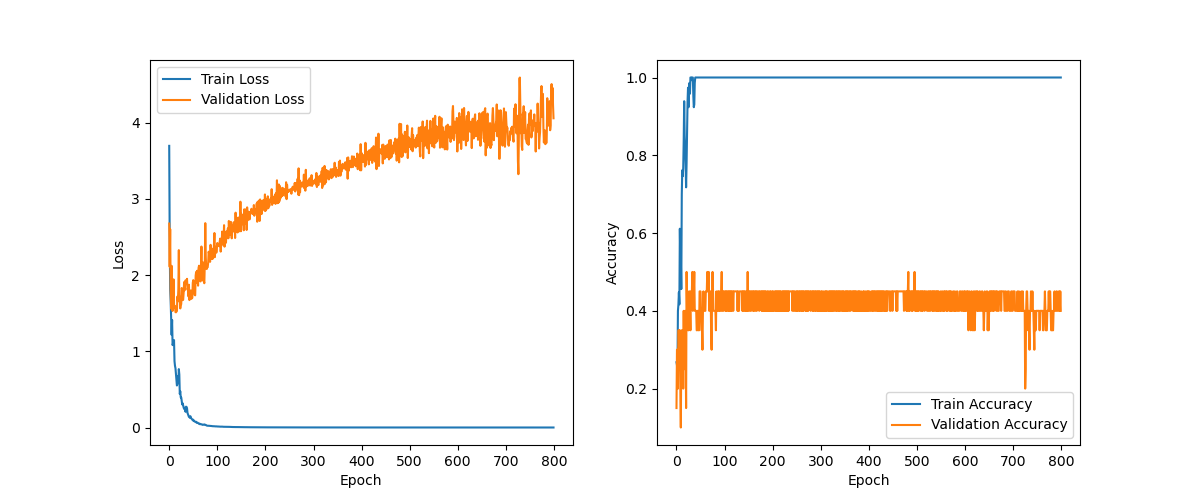 Train Loss
Validation Loss
4
3
2
1
0
Loss
0 100 200 300 400 500 600 700 800
Epoch
1.0
0.8
0.6
0.4
0.2
Accuracy
Train Accuracy
Validation Accuracy
0 100 200 300 400 500 600 700 800
Epoch